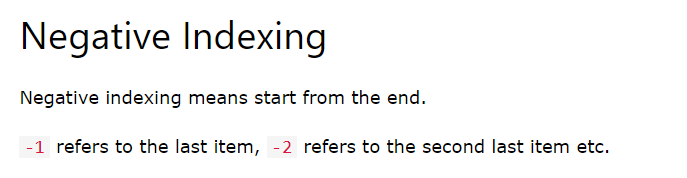 Negative Indexing
Negative indexing means start from the end.
-1 refers to the last item, -2 refers to the second last item etc.